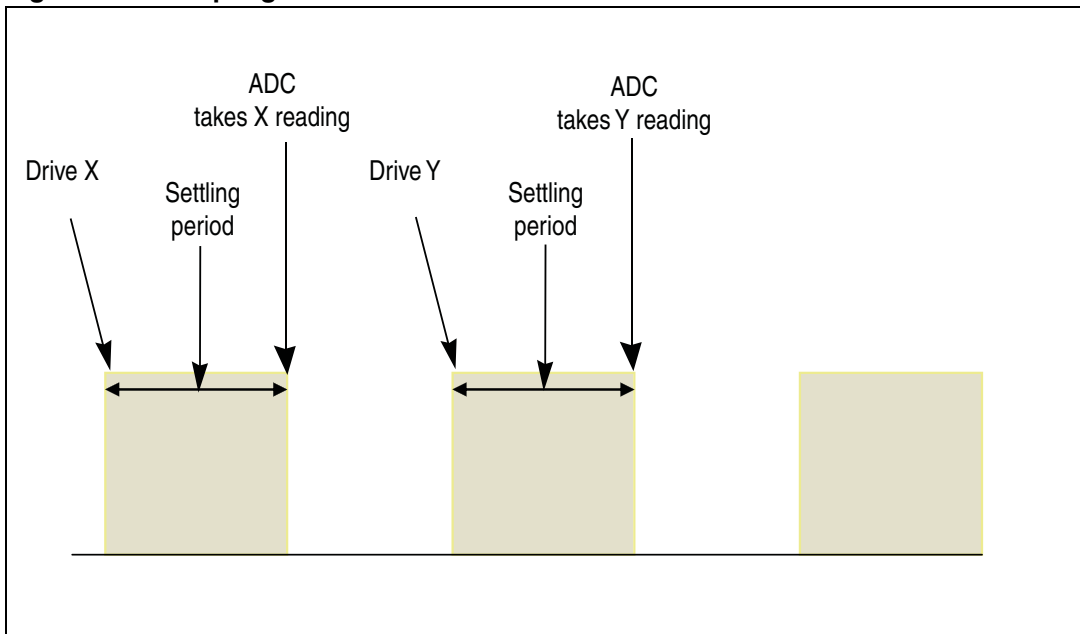 ADC
takes X reading
ADC
takes Y reading
Drive X
Drive Y
Settling
period
Settling
period